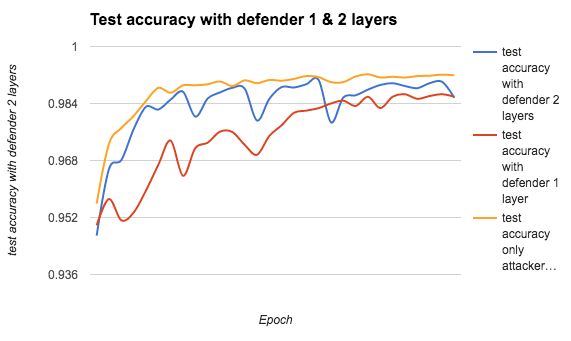 Test accuracy with defender 1 & 2 layers
test accuracy with defender 2 layers
1
0.984
0.968
0.952
0.936
Epoch
test
accuracy
with
defender 2
layers
test
accuracy
with
defender 1
layer
test
accuracy
only
attacker…